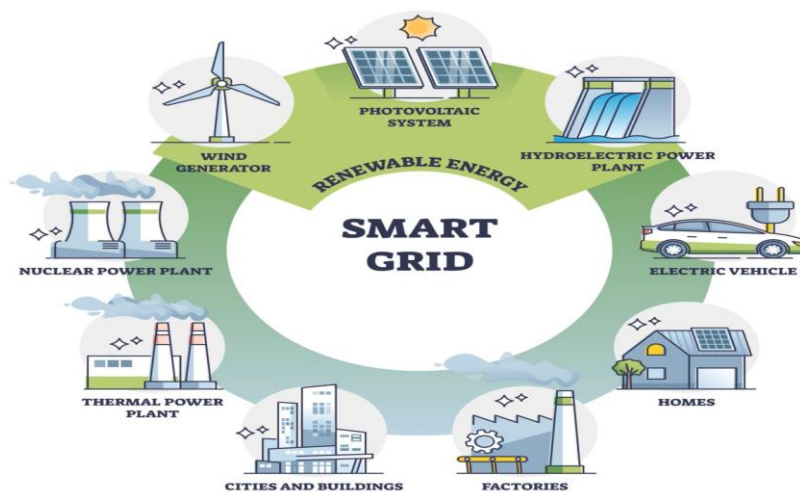 PHOTOVOLTAIC
SYSTEM
WIND
GENERATOR
HYDROELECTRIC POWER
PLANT
RENEWABLE ENERGY
SMART
GRID
NUCLEAR POWER PLANT
ELECTRIC VEHICLE
THERMAL POWER
PLANT
HOMES
CITIES AND BUILDINGS
FACTORIES